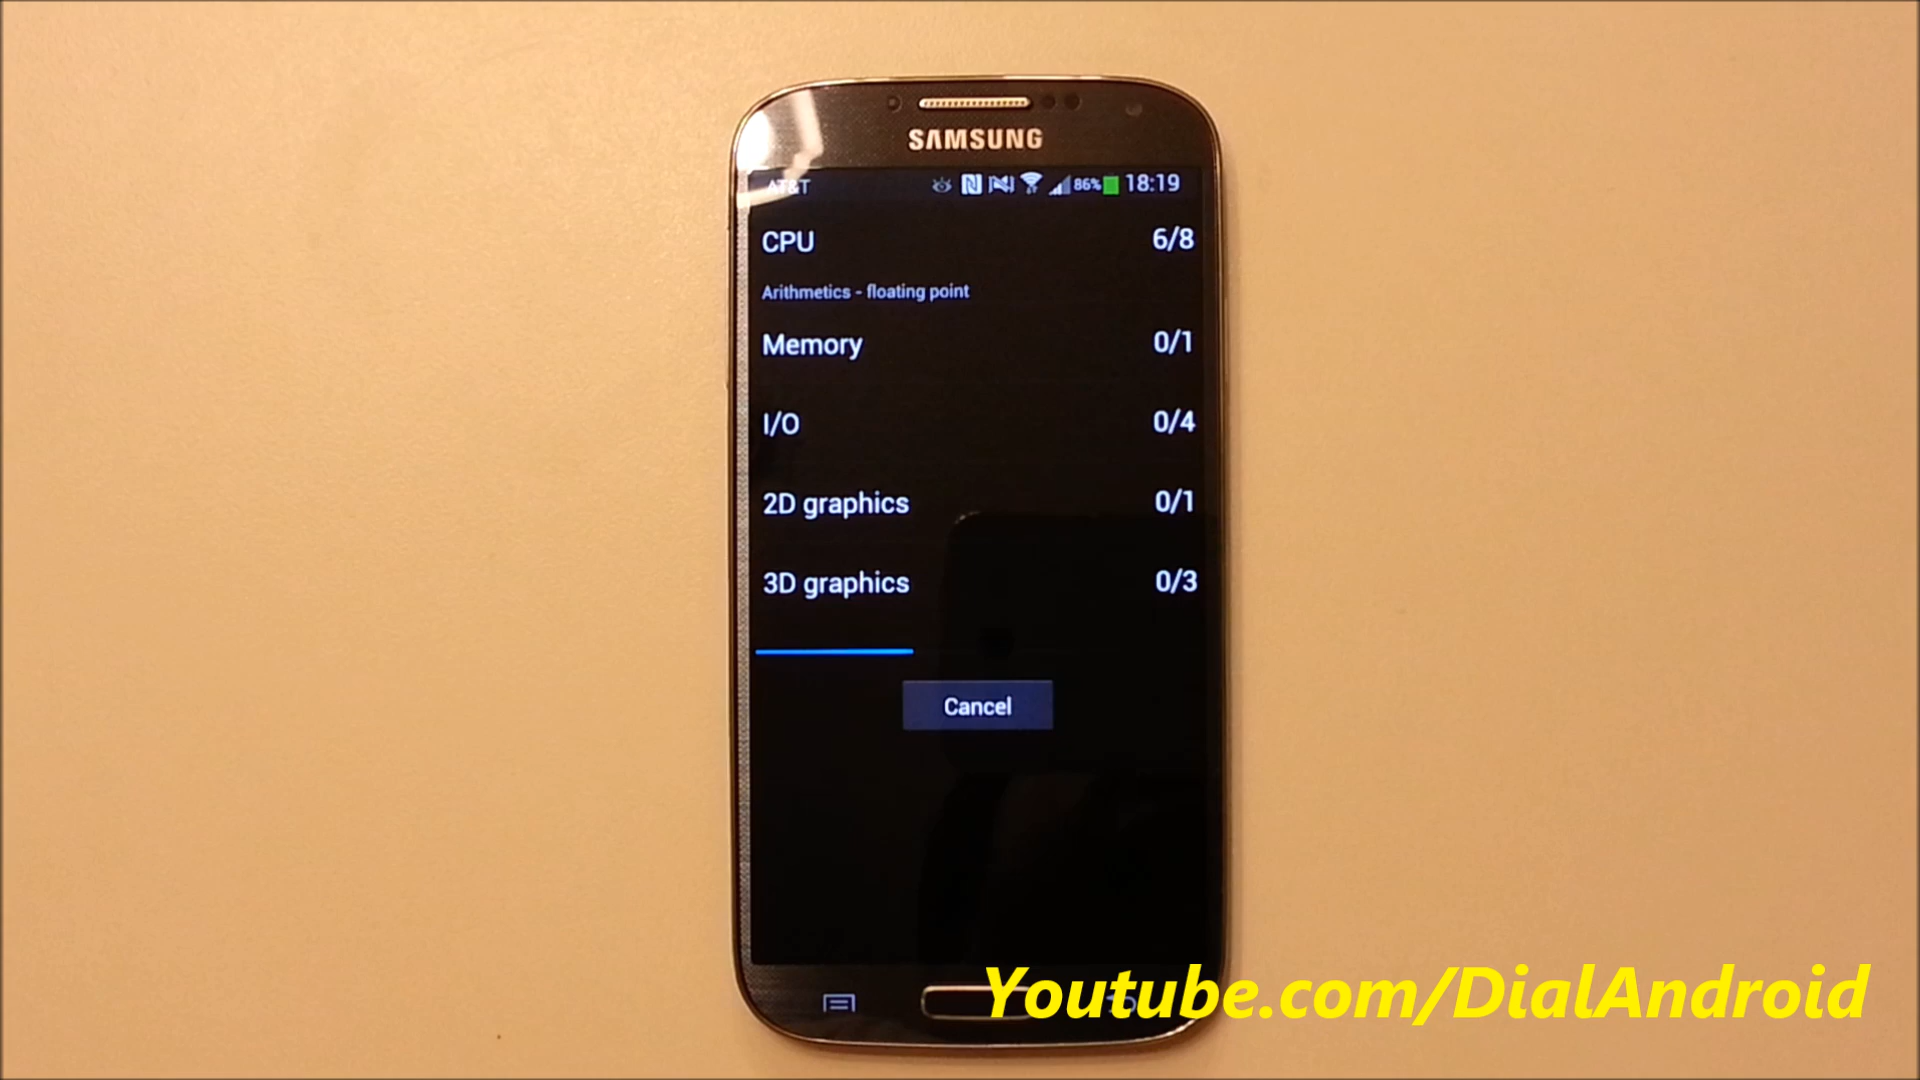 SAMSUNG
AT&T 86% 18:19
CPU 6/8
Arithmetics - floating point
Memory 0/1
I/O 0/4
2D graphics 0/1
3D graphics 0/3
Cancel
Youtube.com/DialAndroid